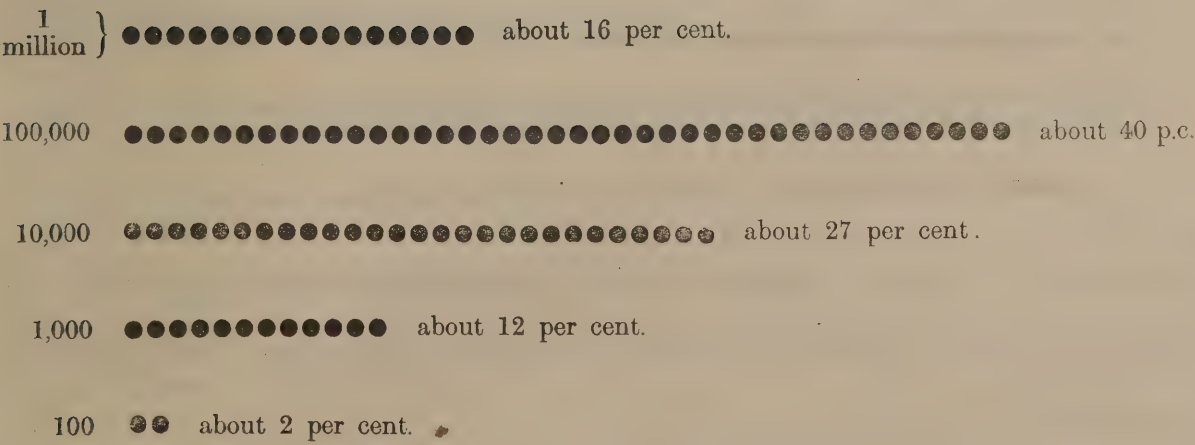 1
million } about 16 per cent.
100,000 about 40 p.c.
10,000 about 27 per cent.
1,000 about 12 per cent.
100 about 2 per cent.